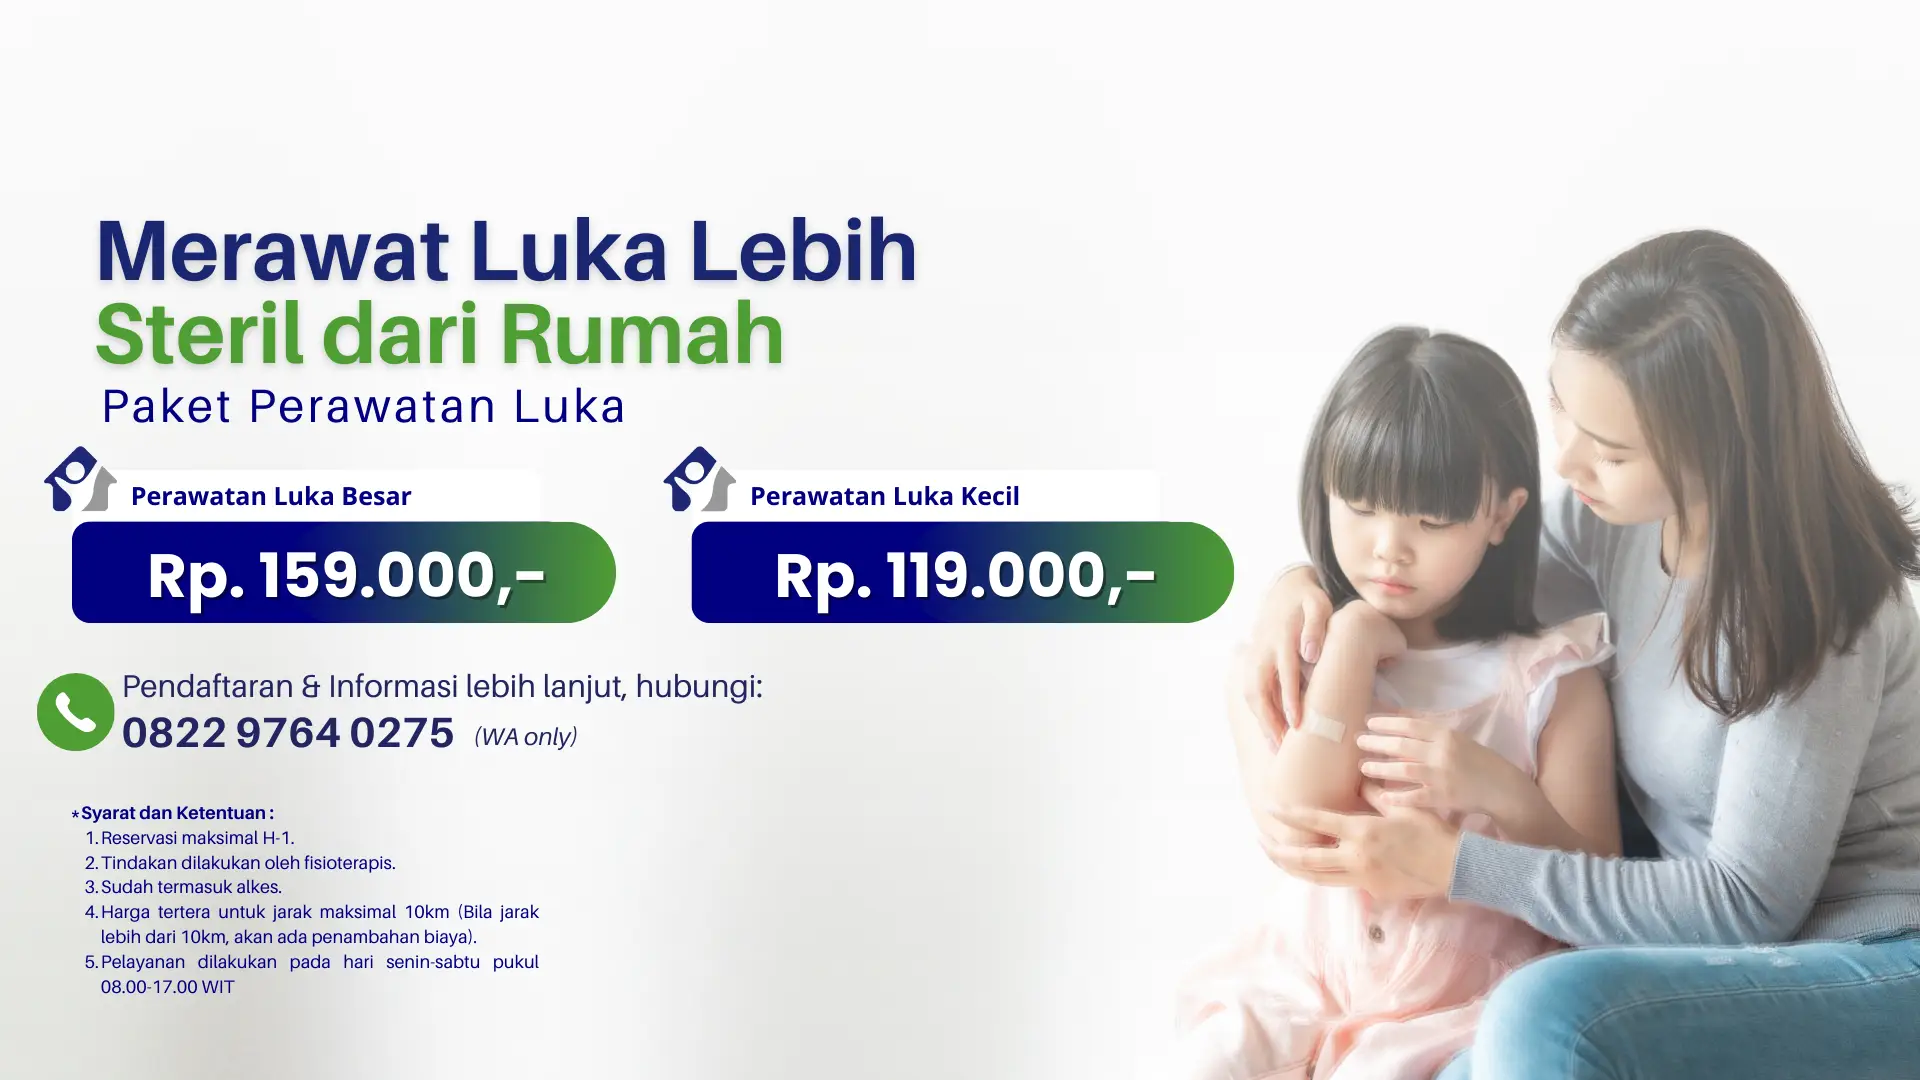 Merawat Luka Lebih
Steril dari Rumah
Paket Perawatan Luka
Perawatan Luka Besar
Rp. 159.000,-
Perawatan Luka Kecil
Rp. 119.000,-
Pendaftaran & Informasi lebih lanjut, hubungi:
0822 9764 0275 (WA only)
*Syarat dan Ketentuan :
1. Reservasi maksimal H-1.
2. Tindakan dilakukan oleh fisioterapis.
3. Sudah termasuk alkes.
4. Harga tertera untuk jarak maksimal 10km (Bila jarak
lebih dari 10km, akan ada penambahan biaya).
5. Pelayanan dilakukan pada hari senin-sabtu pukul
08.00-17.00 WIT